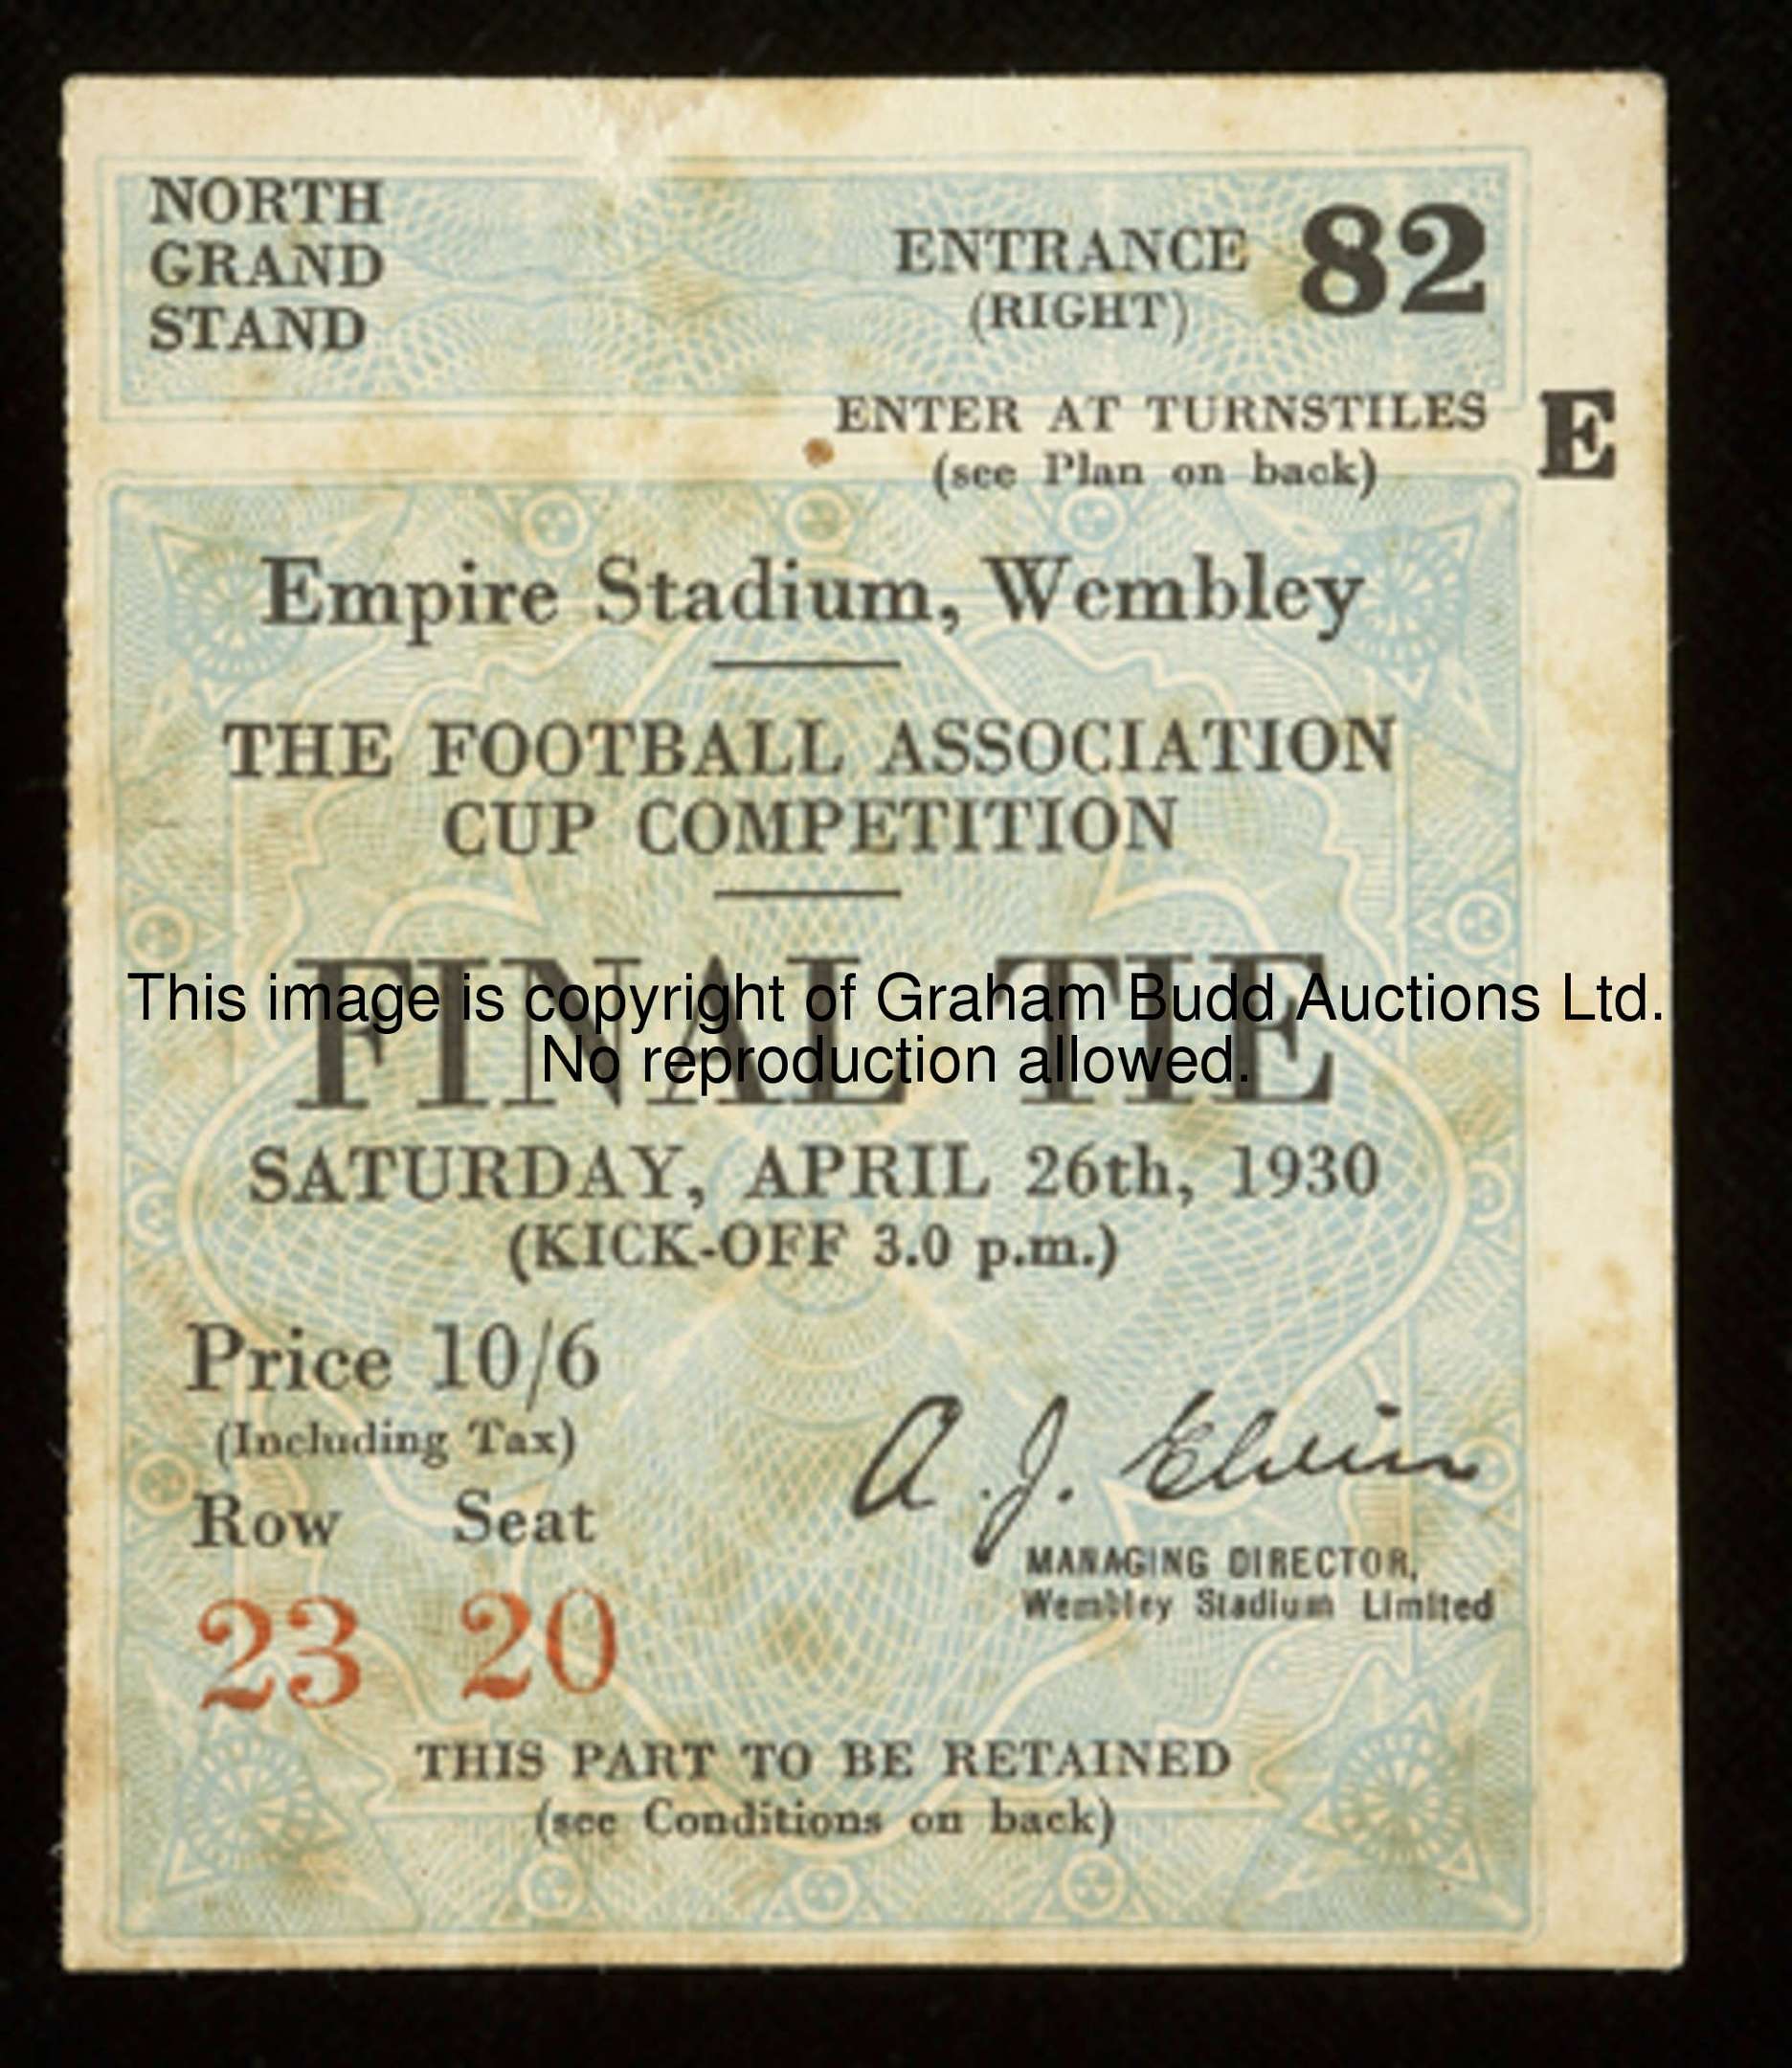 NORTH
GRAND
STAND
ENTRANCE 82
(RIGHT)
ENTER AT TURNSTILES E
(see Plan on back)
Empire Stadium, Wembley
THE FOOTBALL ASSOCIATION
CUP COMPETITION
FINAL TIE
This image is copyright of Graham Budd Auctions Ltd.
No reproduction allowed.
SATURDAY, APRIL 26th, 1930
(KICK-OFF 3.0 p.m.)
Price 10/6
(Including Tax)
A. J. Elvin
Row Seat
MANAGING DIRECTOR,
Wembley Stadium Limited
23 20
THIS PART TO BE RETAINED
(see Conditions on back)